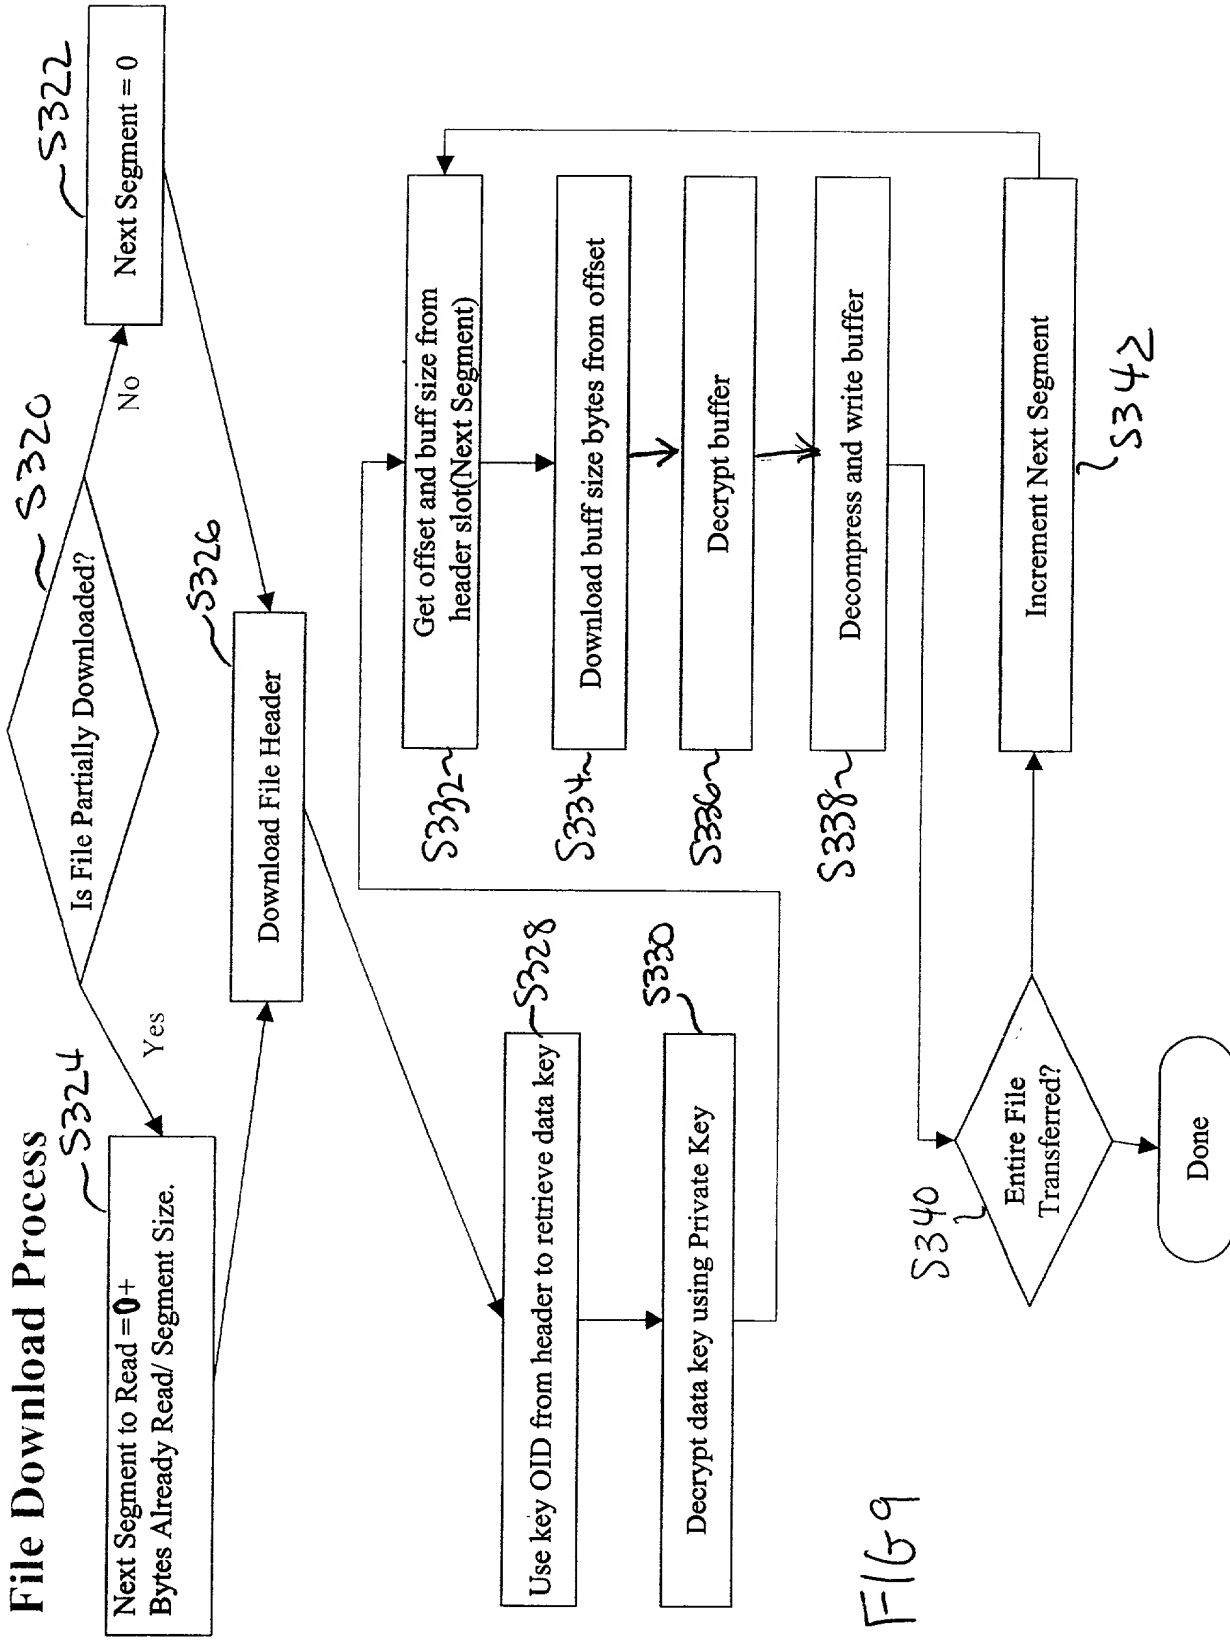 File Download Process
S320
Is File Partially Downloaded?
Yes
No
S324
Next Segment to Read =0+
Bytes Already Read/ Segment Size.
S322
Next Segment = 0
S326
Download File Header
S328
Use key OID from header to retrieve data key
S330
Decrypt data key using Private Key
S332
Get offset and buff size from
header slot(Next Segment)
S334
Download buff size bytes from offset
S336
Decrypt buffer
S338
Decompress and write buffer
S340
Entire File
Transferred?
S342
Increment Next Segment
Done
FIG 9